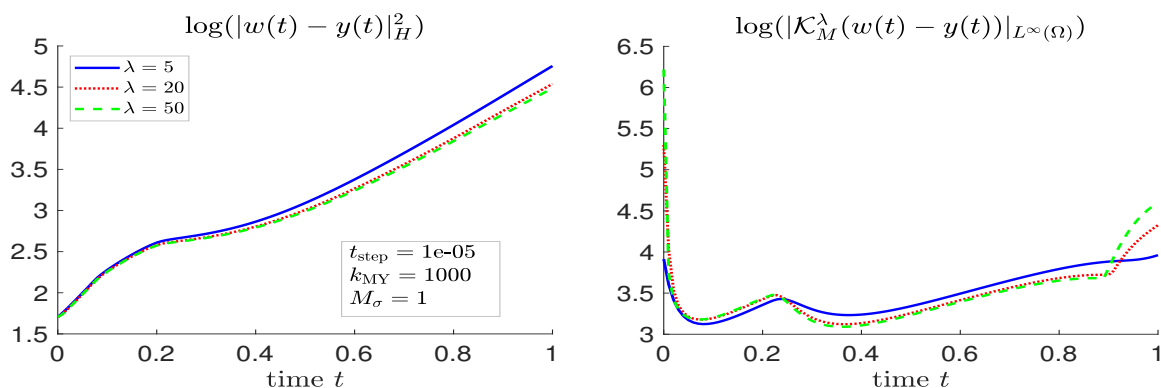 log(|w(t) − y(t)|²_H)
5
4.5
4
3.5
3
2.5
2
1.5
λ = 5
λ = 20
λ = 50
t_step = 1e-05
k_MY = 1000
M_σ = 1
0 0.2 0.4 0.6 0.8 1
time t
log(|𝒦^λ_M(w(t) − y(t))|_{L^∞(Ω)})
6.5
6
5.5
5
4.5
4
3.5
3
0 0.2 0.4 0.6 0.8 1
time t